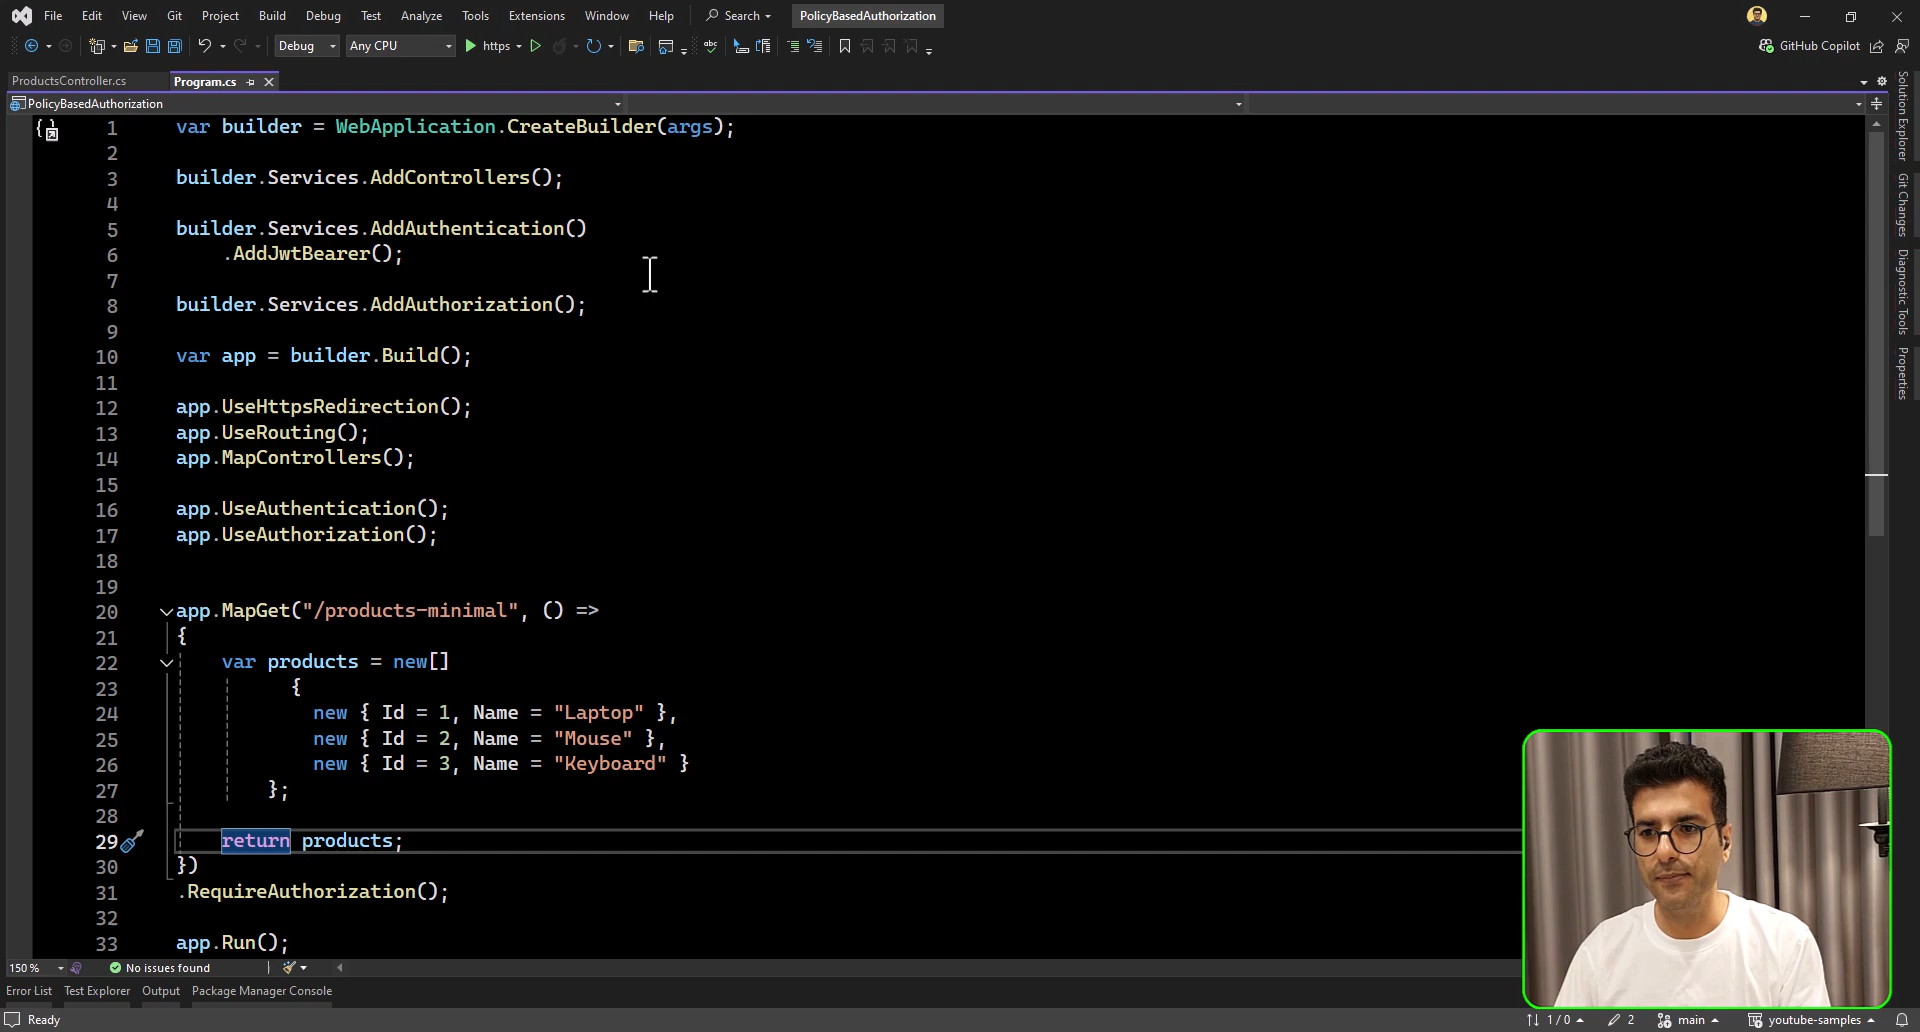 File Edit View Git Project Build Debug Test Analyze Tools Extensions Window Help Search PolicyBasedAuthorization
Debug Any CPU https GitHub Copilot
ProductsController.cs Program.cs
PolicyBasedAuthorization
1 var builder = WebApplication.CreateBuilder(args);
2
3 builder.Services.AddControllers();
4
5 builder.Services.AddAuthentication()
6 .AddJwtBearer();
7
8 builder.Services.AddAuthorization();
9
10 var app = builder.Build();
11
12 app.UseHttpsRedirection();
13 app.UseRouting();
14 app.MapControllers();
15
16 app.UseAuthentication();
17 app.UseAuthorization();
18
19
20 app.MapGet("/products-minimal", () =>
21 {
22 var products = new[]
23 {
24 new { Id = 1, Name = "Laptop" },
25 new { Id = 2, Name = "Mouse" },
26 new { Id = 3, Name = "Keyboard" }
27 };
28
29 return products;
30 })
31 .RequireAuthorization();
32
33 app.Run();
Solution Explorer
Git Changes
Diagnostic Tools
Properties
150 % No issues found
Error List Test Explorer Output Package Manager Console
Ready 1 / 0 2 main youtube-samples